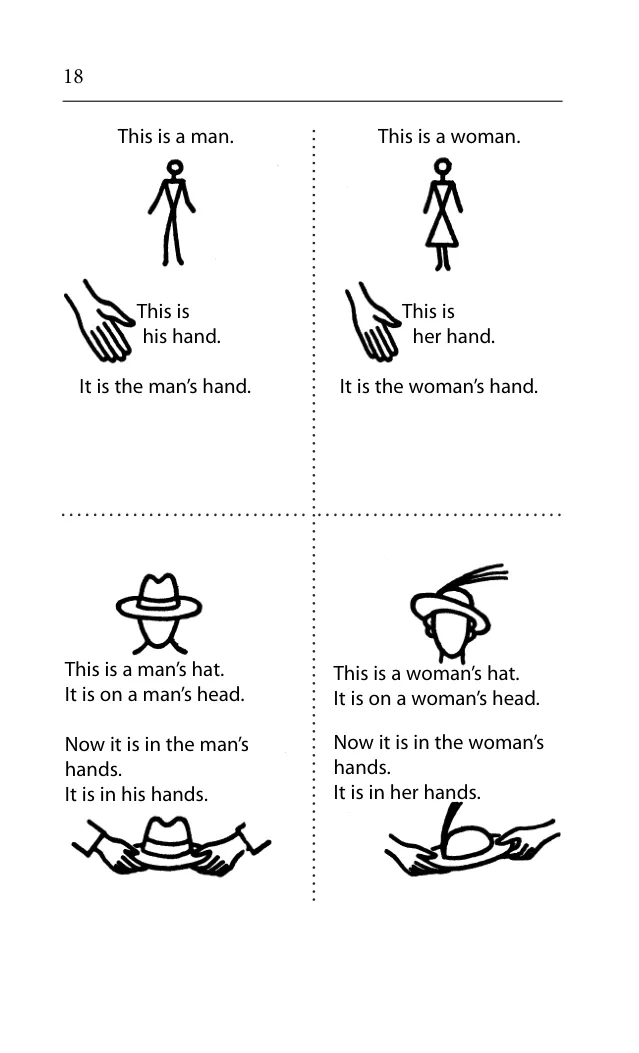 18
This is a man.
This is
his hand.
It is the man’s hand.
This is a woman.
This is
her hand.
It is the woman’s hand.
This is a man’s hat.
It is on a man’s head.
Now it is in the man’s
hands.
It is in his hands.
This is a woman’s hat.
It is on a woman’s head.
Now it is in the woman’s
hands.
It is in her hands.